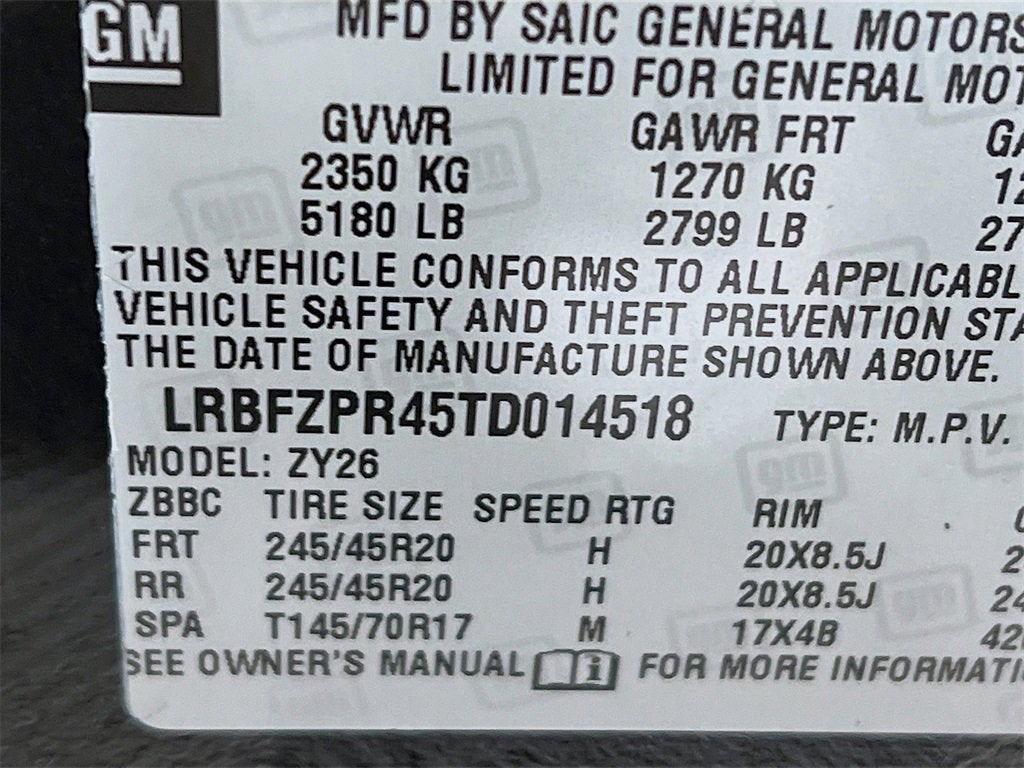 GM
MFD BY SAIC GENERAL MOTORS
LIMITED FOR GENERAL
GVWR GAWR FRT
2350 KG 1270 KG
5180 LB 2799 LB
THIS VEHICLE CONFORMS TO ALL
VEHICLE SAFETY AND THEFT PREVENTION
THE DATE OF MANUFACTURE SHOWN ABOVE.
LRBFZPR45TD014518 TYPE: M.P.V.
MODEL: ZY26
ZBBC TIRE SIZE SPEED RTG RIM
FRT 245/45R20 H 20X8.5J
RR 245/45R20 H 20X8.5J
SPA T145/70R17 M 17X4B
SEE OWNER'S MANUAL i FOR MORE